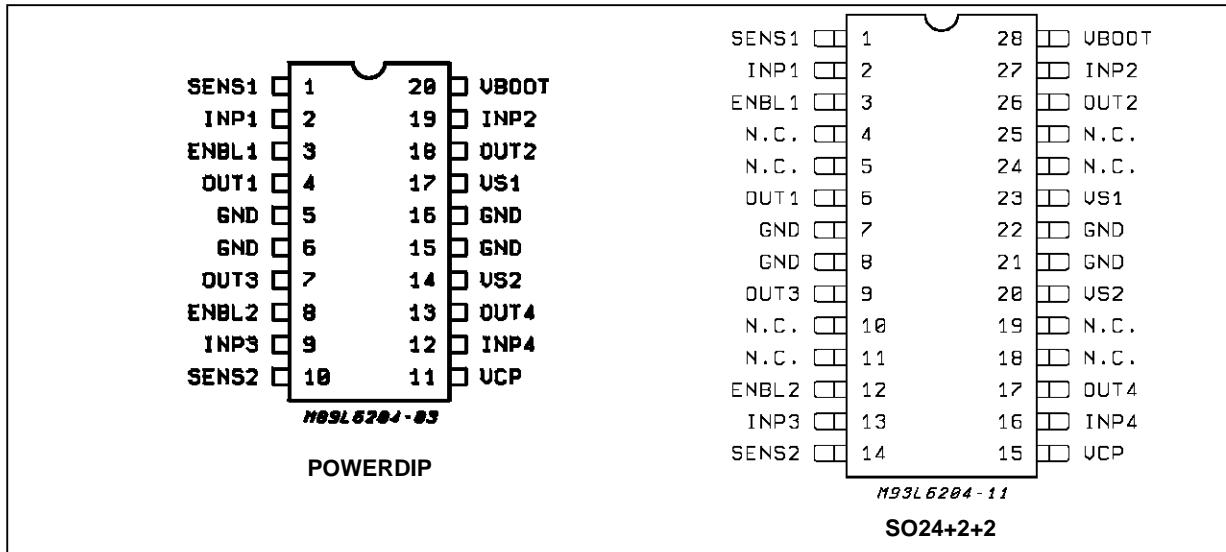 SENS1 1 20 VBOOT
INP1 2 19 INP2
ENBL1 3 18 OUT2
OUT1 4 17 VS1
GND 5 16 GND
GND 6 15 GND
OUT3 7 14 VS2
ENBL2 8 13 OUT4
INP3 9 12 INP4
SENS2 10 11 VCP
M89L6204-03
POWERDIP
SENS1 1 28 VBOOT
INP1 2 27 INP2
ENBL1 3 26 OUT2
N.C. 4 25 N.C.
N.C. 5 24 N.C.
OUT1 6 23 VS1
GND 7 22 GND
GND 8 21 GND
OUT3 9 20 VS2
N.C. 10 19 N.C.
N.C. 11 18 N.C.
ENBL2 12 17 OUT4
INP3 13 16 INP4
SENS2 14 15 VCP
M93L6204-11
SO24+2+2